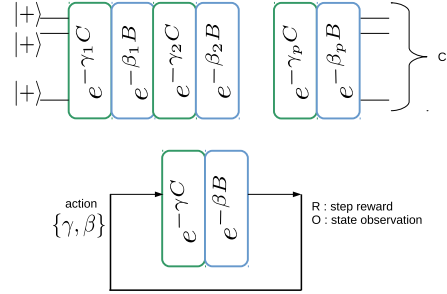 |+⟩
|+⟩
|+⟩
e^{-γ_1 C}
e^{-β_1 B}
e^{-γ_2 C}
e^{-β_2 B}
e^{-γ_p C}
e^{-β_p B}
C
action
{γ, β}
e^{-γC}
e^{-βB}
R : step reward
O : state observation